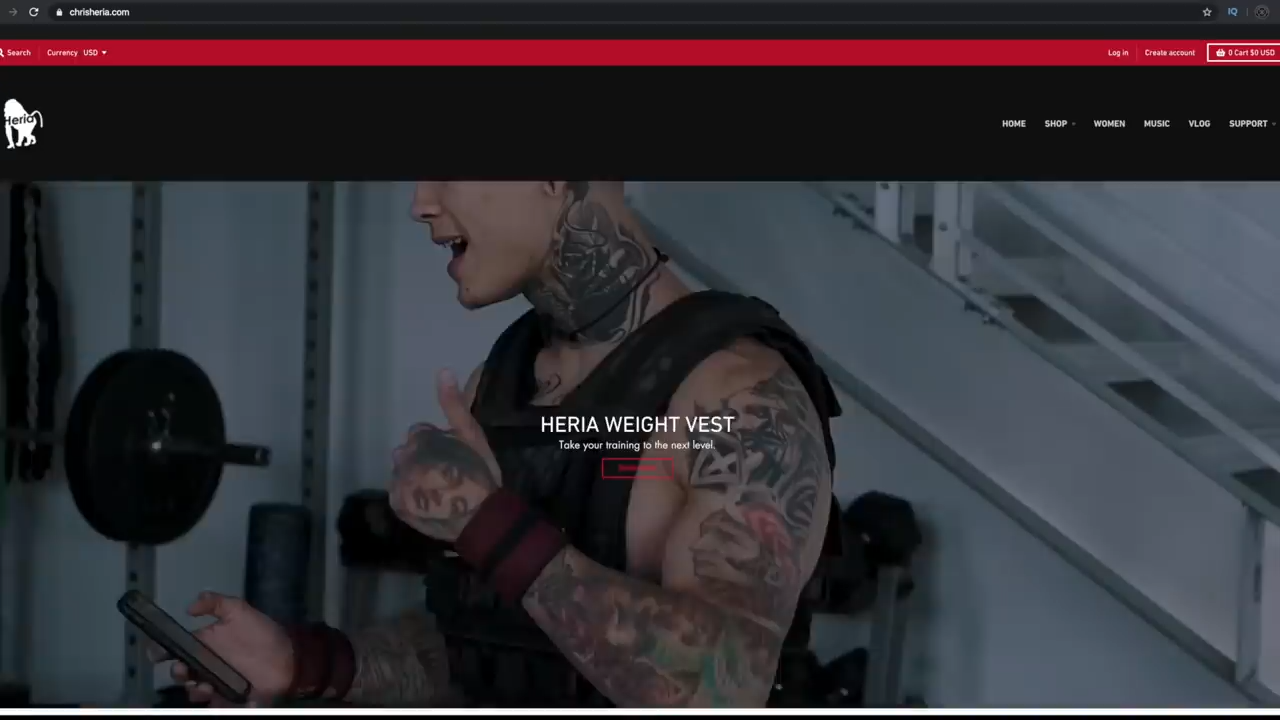 chrisheria.com
IQ
Search
Currency USD
Log in
Create account
0 Cart $0 USD
Heria
HOME
SHOP
WOMEN
MUSIC
VLOG
SUPPORT
HERIA WEIGHT VEST
Take your training to the next level.